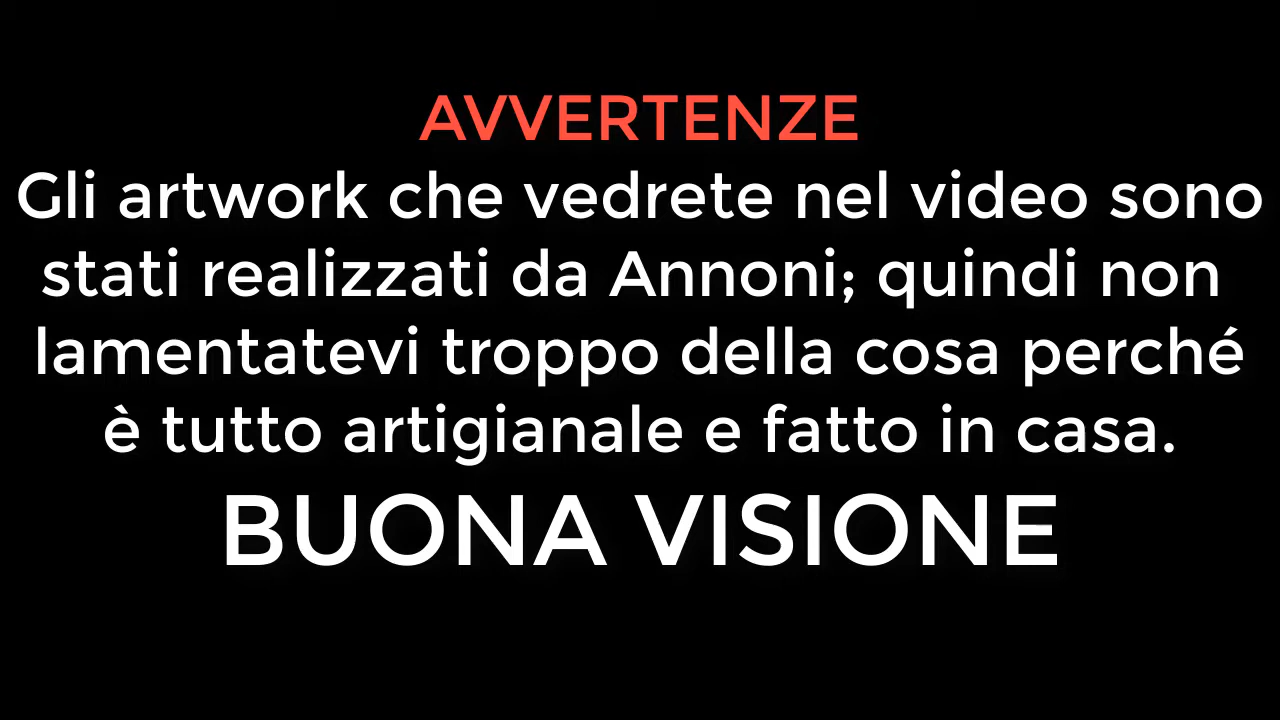 AVVERTENZE
Gli artwork che vedrete nel video sono
stati realizzati da Annoni; quindi non
lamentatevi troppo della cosa perché
è tutto artigianale e fatto in casa.
BUONA VISIONE